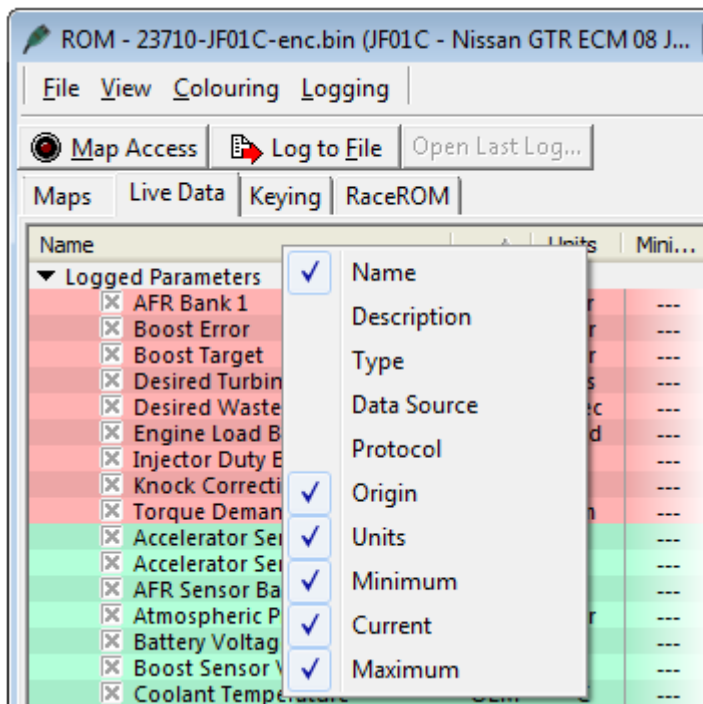 ROM - 23710-JF01C-enc.bin (JF01C - Nissan GTR ECM 08 J...
File View Colouring Logging
Map Access Log to File Open Last Log...
Maps Live Data Keying RaceROM
Name Units Mini...
Logged Parameters
Name
AFR Bank 1 ---
Boost Error ---
Description
Boost Target ---
Type
Desired Turbin ---
Desired Waste ---
Data Source
Engine Load B ---
Protocol
Injector Duty ---
Knock Correcti ---
Origin
Torque Deman ---
Accelerator Se ---
Units
Accelerator Se ---
AFR Sensor Ba ---
Minimum
Atmospheric P ---
Current
Battery Voltag ---
Boost Sensor ---
Maximum
Coolant Temperature ---